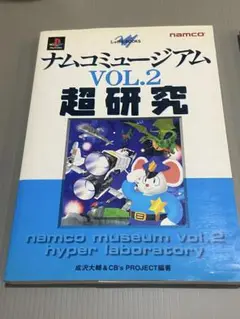 namco
ナムコミュージアム
VOL.2
超研究
namco museum vol.2
hyper laboratory
成沢大輔&CB's PROJECT編著